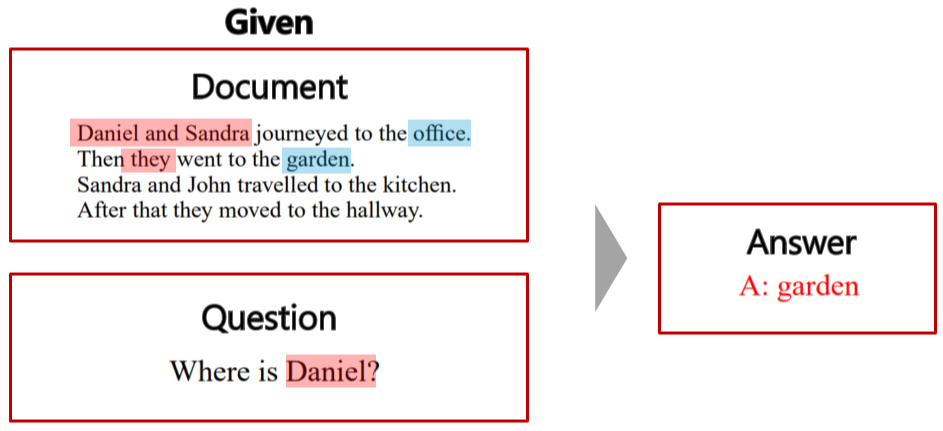 Given
Document
Daniel and Sandra journeyed to the office.
Then they went to the garden.
Sandra and John travelled to the kitchen.
After that they moved to the hallway.
Question
Where is Daniel?
Answer
A: garden